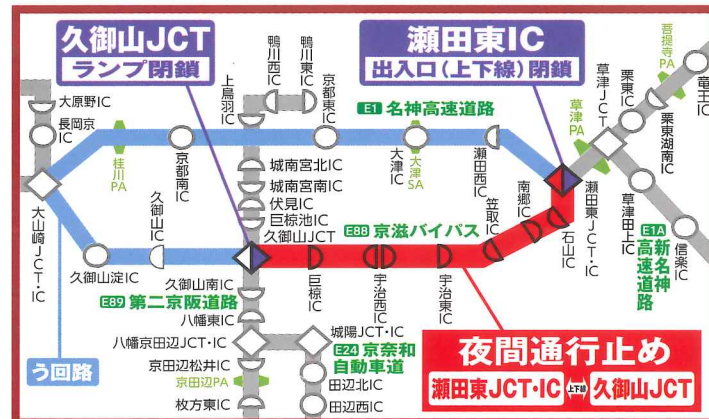 久御山JCT
ランプ閉鎖
瀬田東IC
出入口(上下線)閉鎖
大原野IC
長岡京IC
大山崎JCT・IC
桂川PA
京都南IC
上鳥羽IC
鴨川西IC
鴨川東IC
京都東IC
E1 名神高速道路
大津IC
大津SA
瀬田西IC
草津PA
草津JCT
栗東IC
栗東湖南IC
菩提寺PA
竜王IC
城南宮北IC
城南宮南IC
伏見IC
巨椋池IC
久御山JCT
E88 京滋バイパス
笠取IC
南郷IC
石山IC
瀬田東JCT・IC
草津田上IC
信楽IC
E1A 新名神
高速道路
久御山淀IC
久御山IC
久御山南IC
巨椋IC
宇治西IC
宇治東IC
E89 第二京阪道路
八幡東IC
八幡京田辺JCT・IC
城陽JCT・IC
E24 京奈和
自動車道
京田辺松井IC
京田辺PA
田辺北IC
枚方東IC
田辺西IC
う回路
夜間通行止め
瀬田東JCT・IC 上下線 久御山JCT